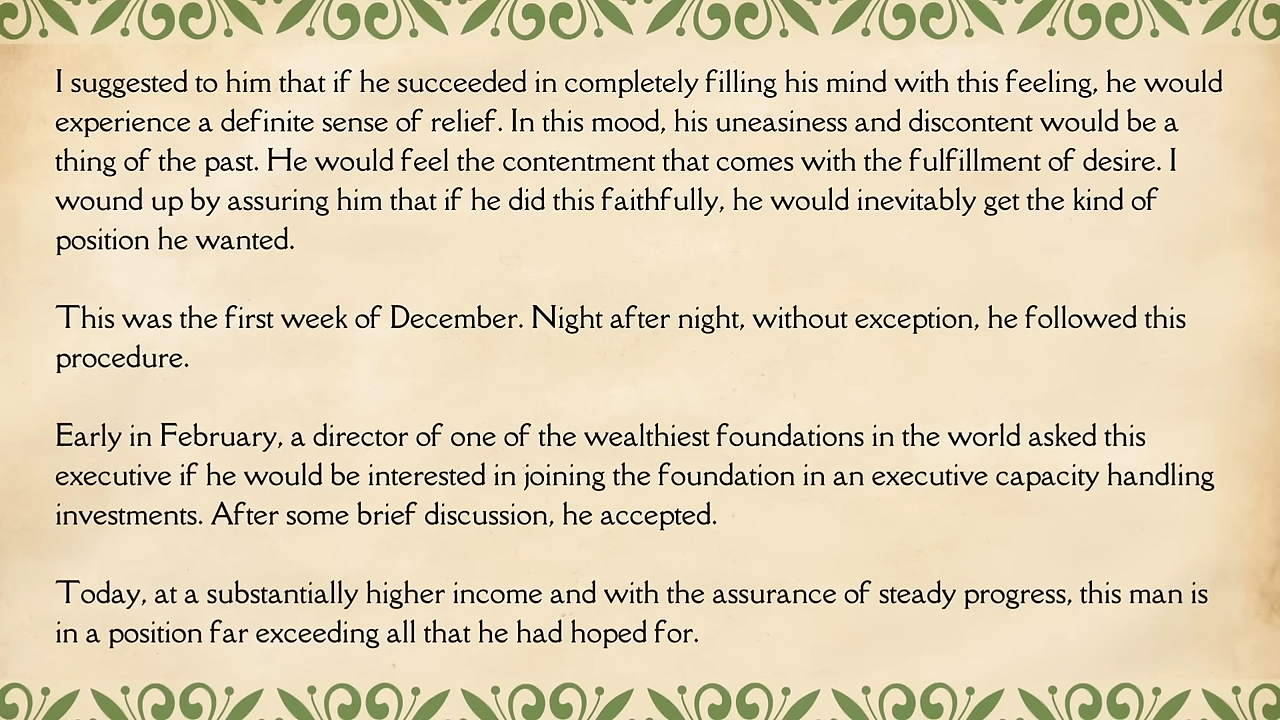 I suggested to him that if he succeeded in completely filling his mind with this feeling, he would
experience a definite sense of relief. In this mood, his uneasiness and discontent would be a
thing of the past. He would feel the contentment that comes with the fulfillment of desire. I
wound up by assuring him that if he did this faithfully, he would inevitably get the kind of
position he wanted.
This was the first week of December. Night after night, without exception, he followed this
procedure.
Early in February, a director of one of the wealthiest foundations in the world asked this
executive if he would be interested in joining the foundation in an executive capacity handling
investments. After some brief discussion, he accepted.
Today, at a substantially higher income and with the assurance of steady progress, this man is
in a position far exceeding all that he had hoped for.